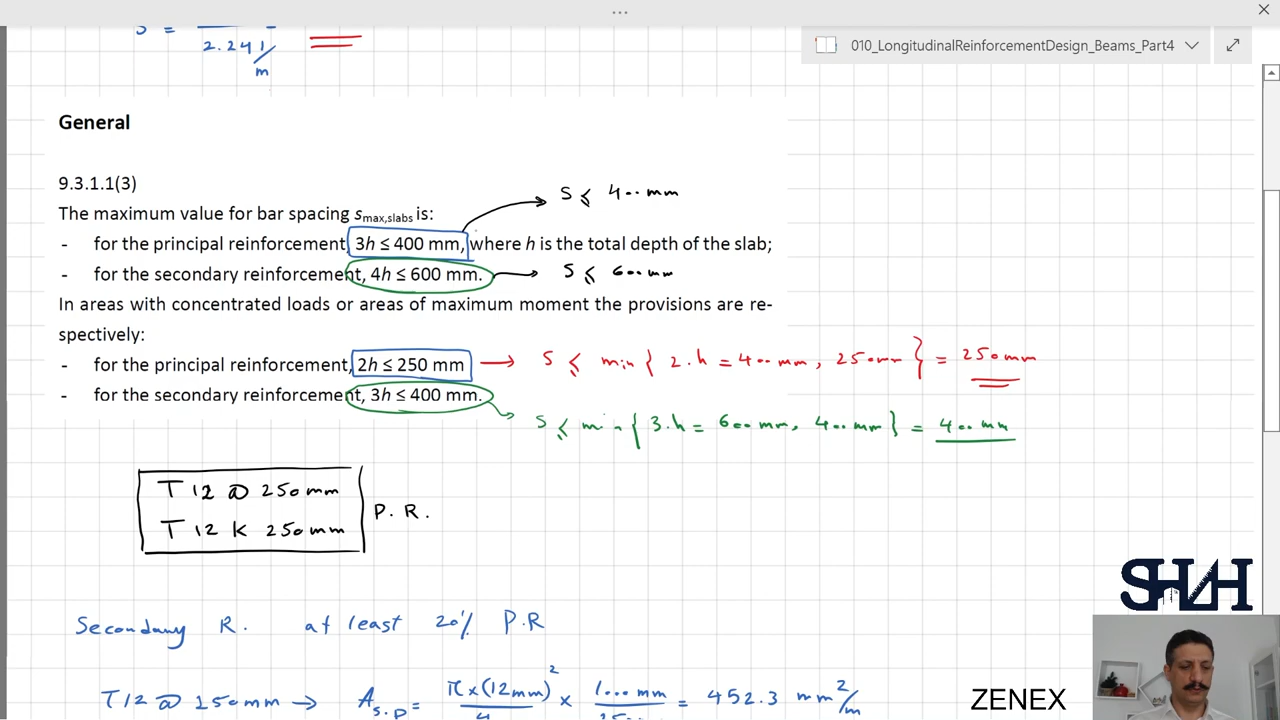 010_LongitudinalReinforcementDesign_Beams_Part4
S =
2.241/m
General
9.3.1.1(3)
S ≤ 400 mm
The maximum value for bar spacing smax,slabs is:
- for the principal reinforcement, 3h ≤ 400 mm, where h is the total depth of the slab;
- for the secondary reinforcement, 4h ≤ 600 mm. S ≤ 600 mm
In areas with concentrated loads or areas of maximum moment the provisions are re-
spectively:
- for the principal reinforcement, 2h ≤ 250 mm S ≤ min { 2.h = 400 mm, 250 mm } = 250 mm
- for the secondary reinforcement, 3h ≤ 400 mm.
S ≤ min { 3.h = 600 mm, 400 mm } = 400 mm
T 12 @ 250 mm
P. R.
T 12 K 250 mm
SHLH
Secondary R. at least 20% P.R
T12 @ 250 mm → As.p = π x (12mm)² / 4 x 1000 mm / = 452.3 mm²/m
ZENEX